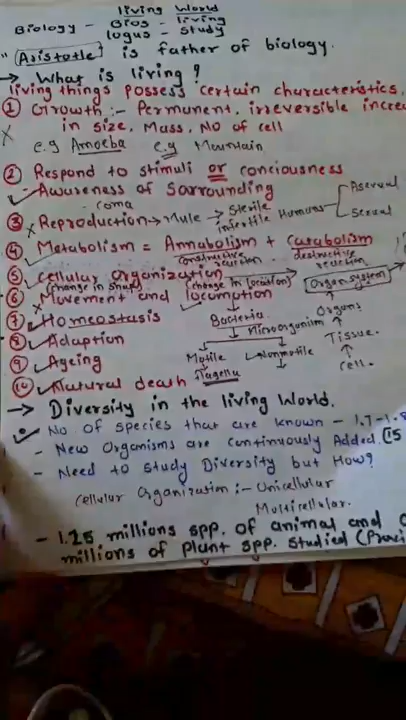 living World
Biology - Bios - living
logus - study
" Aristotle is father of biology.
→ What is living?
living things possess certain characteristics.
① Growth :- Permanent, irreversible increa
in size, Mass, No of cell
e.g Amoeba e.g Mountain
② Respond to stimuli or conciousness
Awareness of Sorrounding
coma
③ Reproduction → Mule → Sterile infertile Humans Asexual Sexual
④ Metabolism = Annabolism + Catabolism
constructive reaction destructive reaction
⑤ Cellular Organization Organ system
(change in shape) (change in location)
⑥ Movement and locomotion
Organs
⑦ Homeostasis Bacteria
Microorganism
⑧ Adaption Tissue.
Motile Nonmotile
⑨ Ageing cell.
flagella
⑩ Natural death
→ Diversity in the living World.
No of species that are known - 1.7-1.8
- New Organisms are continuously Added. [15
- Need to study Diversity but How?
Cellular Organization :- Unicellular
Multicellular.
- 1.25 millions spp. of animal and
millions of plant spp. studied